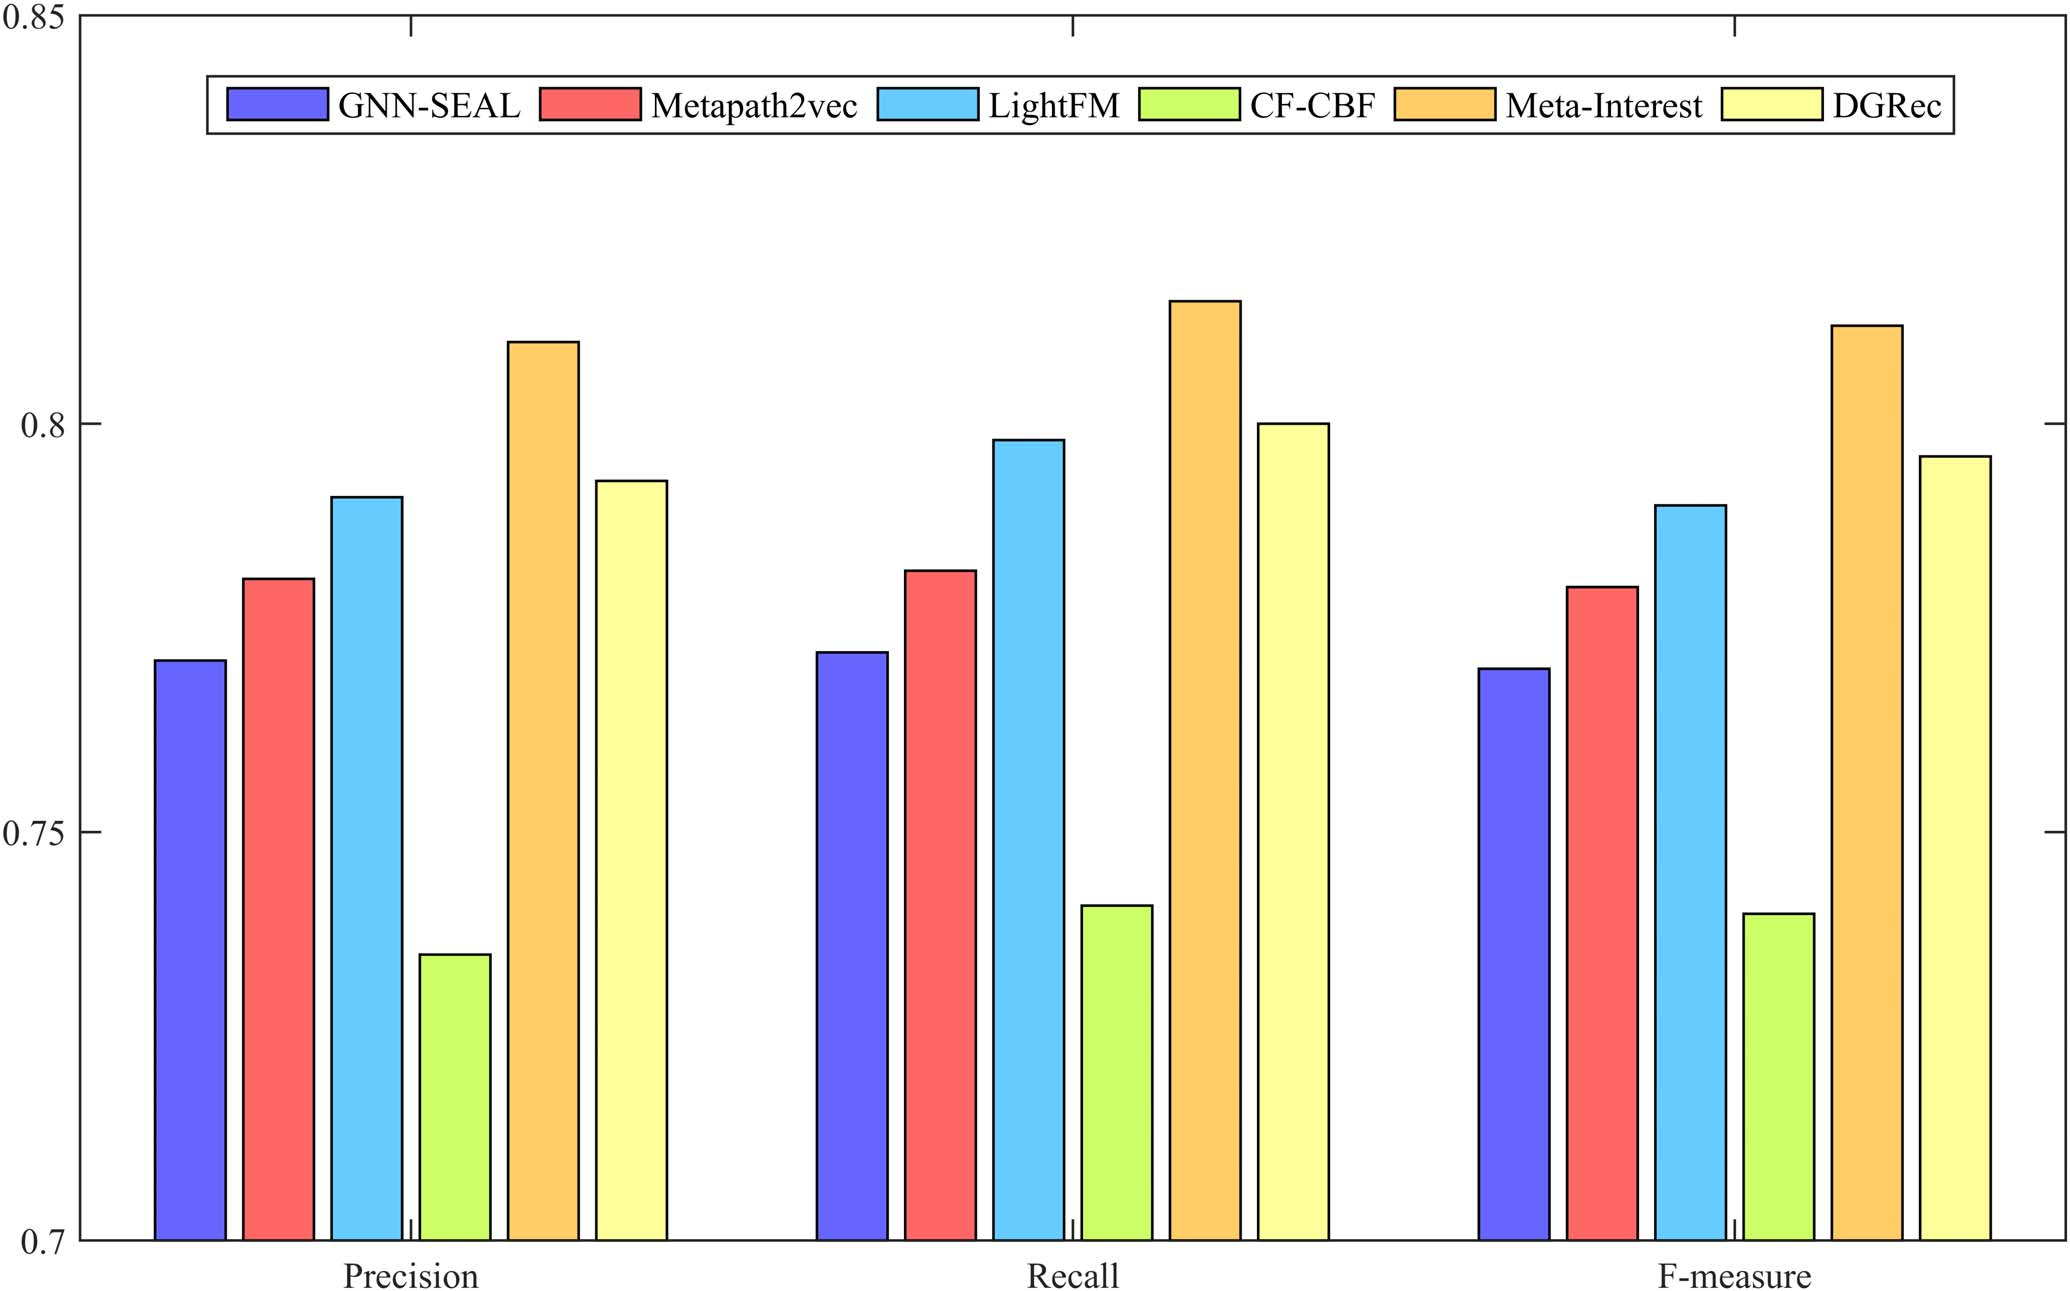 0.85
GNN-SEAL Metapath2vec LightFM CF-CBF Meta-Interest DGRec
0.8
0.75
0.7
Precision Recall F-measure